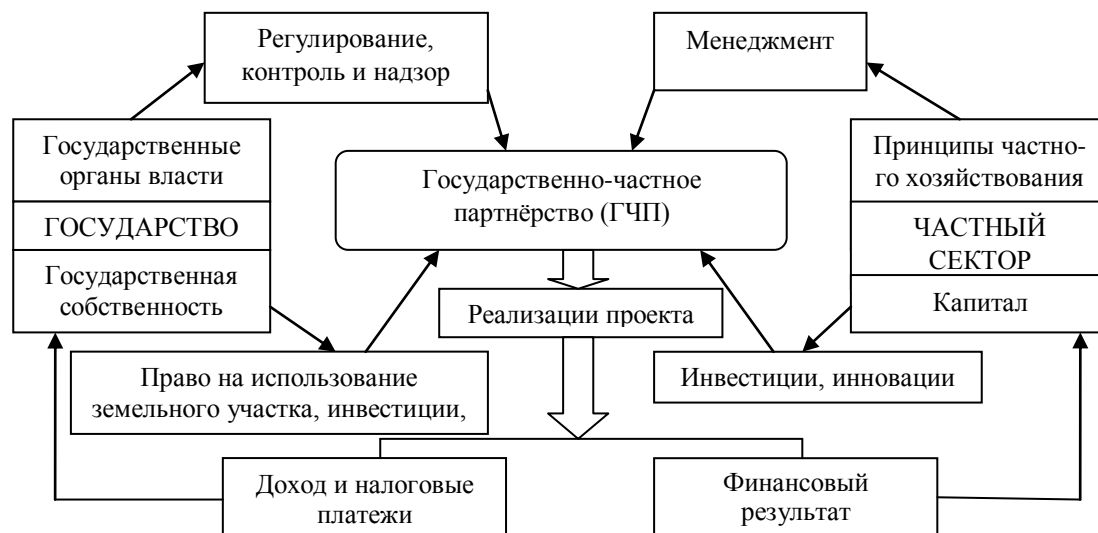 Регулирование,
контроль и надзор
Менеджмент
Государственные
органы власти
ГОСУДАРСТВО
Государственная
собственность
Государственно-частное
партнёрство (ГЧП)
Принципы частно-
го хозяйствования
ЧАСТНЫЙ
СЕКТОР
Капитал
Реализации проекта
Право на использование
земельного участка, инвестиции,
Инвестиции, инновации
Доход и налоговые
платежи
Финансовый
результат